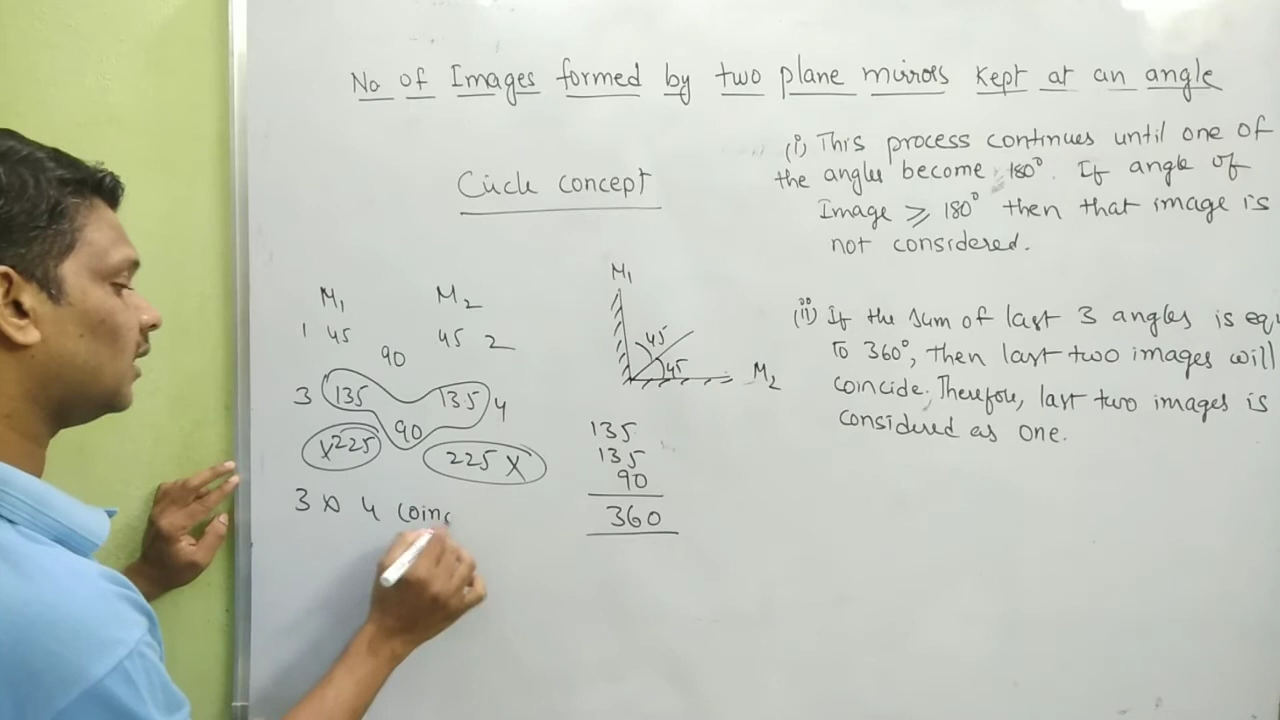 No of Images formed by two plane mirrors kept at an angle
Circle concept
(i) This process continues until one of
the angles become 180°. If angle of
Image ≥ 180° then that image is
not considered.
(ii) If the sum of last 3 angles is equ
To 360°, then last two images will
coincide. Therefore, last two images is
considered as one.
M1 M2
1 45 45 2
90
3 135 135 4
90
x225 225 x
3 & 4 coinc
M1
45
45
M2
135
135
90
360